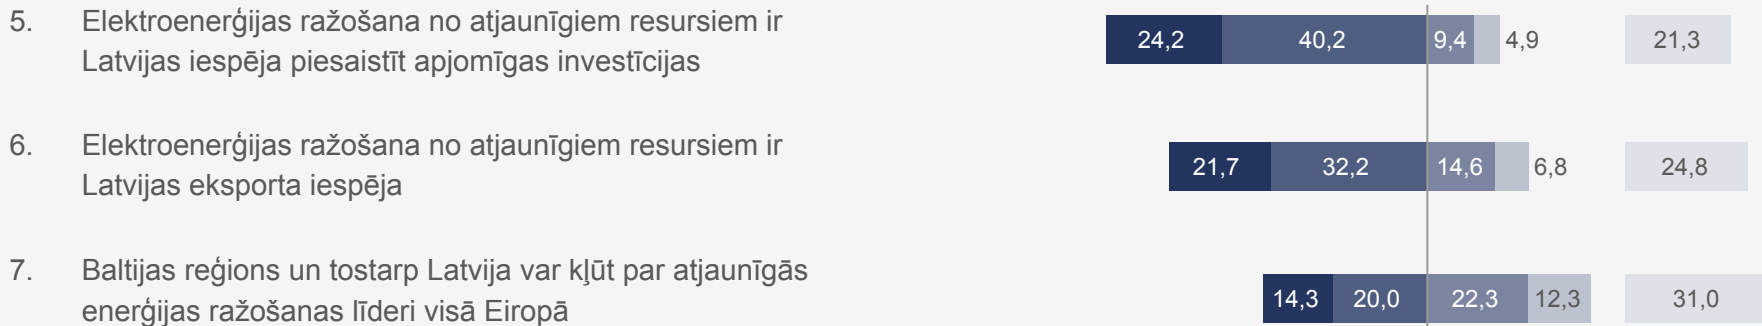 5. Elektroenerģijas ražošana no atjaunīgiem resursiem ir
Latvijas iespēja piesaistīt apjomīgas investīcijas
24,2 40,2 9,4 4,9 21,3
6. Elektroenerģijas ražošana no atjaunīgiem resursiem ir
Latvijas eksporta iespēja
21,7 32,2 14,6 6,8 24,8
7. Baltijas reģions un tostarp Latvija var kļūt par atjaunīgās
enerģijas ražošanas līderi visā Eiropā
14,3 20,0 22,3 12,3 31,0